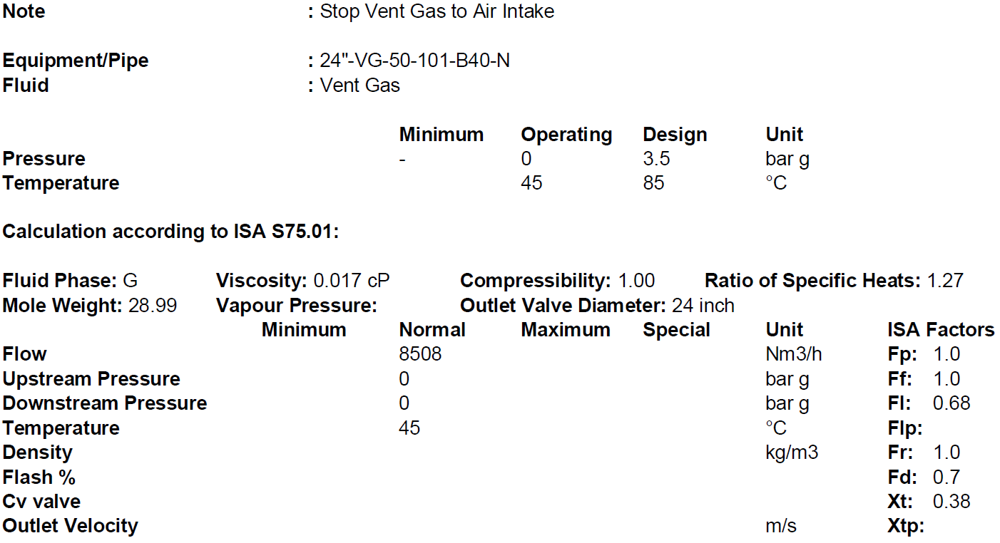 Note : Stop Vent Gas to Air Intake
Equipment/Pipe : 24"-VG-50-101-B40-N
Fluid : Vent Gas
Minimum Operating Design Unit
Pressure - 0 3.5 bar g
Temperature 45 85 °C
Calculation according to ISA S75.01:
Fluid Phase: G Viscosity: 0.017 cP Compressibility: 1.00 Ratio of Specific Heats: 1.27
Mole Weight: 28.99 Vapour Pressure: Outlet Valve Diameter: 24 inch
Minimum Normal Maximum Special Unit ISA Factors
Flow 8508 Nm3/h Fp: 1.0
Upstream Pressure 0 bar g Ff: 1.0
Downstream Pressure 0 bar g Fl: 0.68
Temperature 45 °C Flp:
Density kg/m3 Fr: 1.0
Flash % Fd: 0.7
Cv valve Xt: 0.38
Outlet Velocity m/s Xtp: